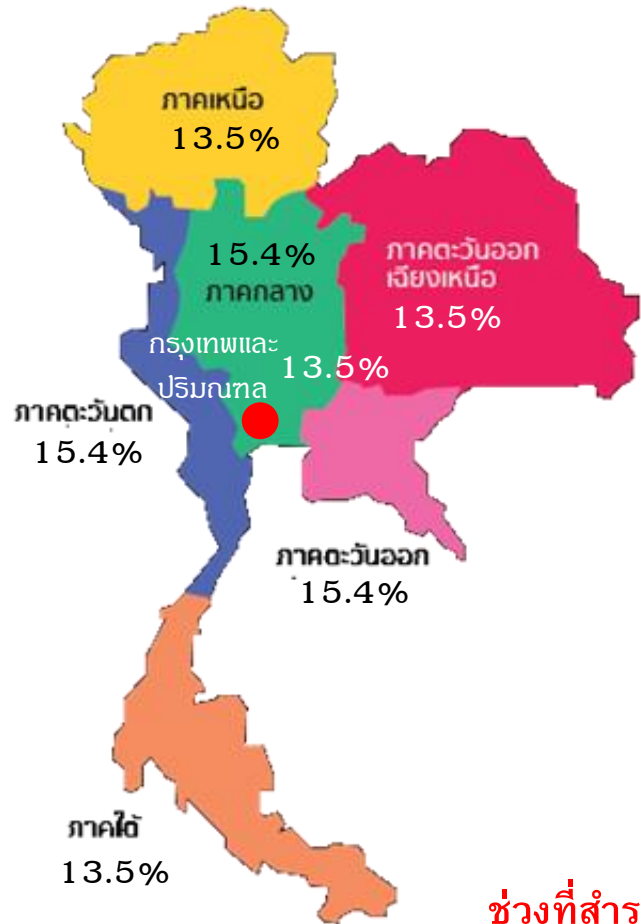 ภาคเหนือ
13.5%
15.4%
ภาคกลาง
ภาคตะวันออก
เฉียงเหนือ
13.5%
กรุงเทพและ
ปริมณฑล
13.5%
ภาคตะวันตก
15.4%
ภาคตะวันออก
15.4%
ภาคใต้
13.5%
ช่วงที่สำร